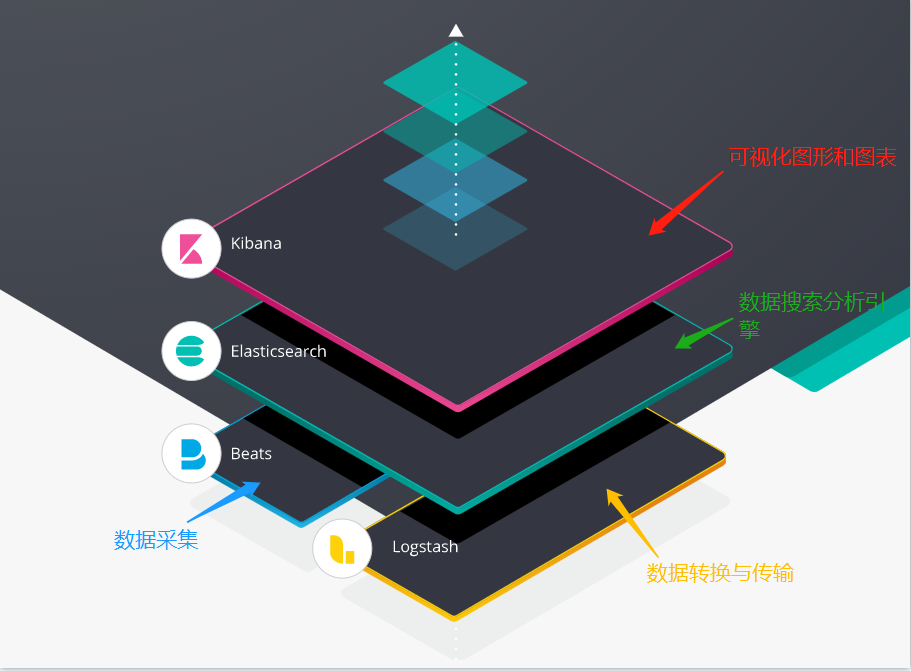 可视化图形和图表
Kibana
数据搜索分析引
擎
Elasticsearch
Beats
数据采集
Logstash
数据转换与传输